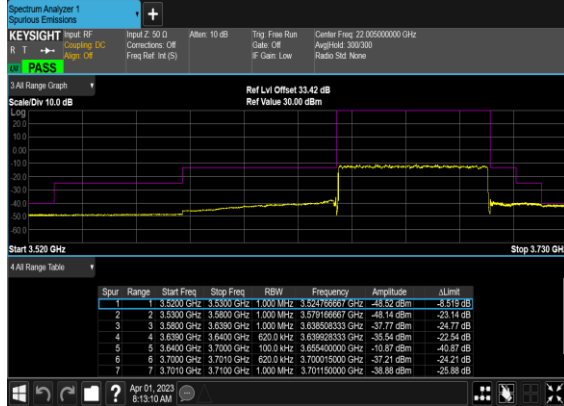 Spectrum Analyzer 1
Spurious Emissions
KEYSIGHT Input: RF Input Z: 50 Ω Atten: 10 dB Trig: Free Run Center Freq: 22.005000000 GHz
R T Coupling: DC Corrections: Off Gate: Off Avg|Hold: 300/300
Align: Off Freq Ref: Int (S) IF Gain: Low Radio Std: None
PASS
3 All Range Graph
Ref Lvl Offset 33.42 dB
Scale/Div 10.0 dB Ref Value 30.00 dBm
Log
20.0
10.0
0.00
-10.0
-20.0
-30.0
-40.0
-50.0
-60.0
Start 3.520 GHz Stop 3.730 GHz
4 All Range Table
Spur Range Start Freq Stop Freq RBW Frequency Amplitude ΔLimit
1 1 3.5200 GHz 3.5300 GHz 1.000 MHz 3.524766667 GHz -48.52 dBm -8.519 dB
2 2 3.5300 GHz 3.5800 GHz 1.000 MHz 3.579166667 GHz -48.14 dBm -23.14 dB
3 3 3.5800 GHz 3.6390 GHz 1.000 MHz 3.638508333 GHz -37.77 dBm -24.77 dB
4 4 3.6390 GHz 3.6400 GHz 620.0 kHz 3.639928333 GHz -35.54 dBm -22.54 dB
5 5 3.6400 GHz 3.7000 GHz 100.0 kHz 3.655400000 GHz -10.87 dBm -40.87 dB
6 6 3.7000 GHz 3.7010 GHz 620.0 kHz 3.700015000 GHz -37.21 dBm -24.21 dB
7 7 3.7010 GHz 3.7100 GHz 1.000 MHz 3.701150000 GHz -38.88 dBm -25.88 dB
Apr 01, 2023
8:13:10 AM